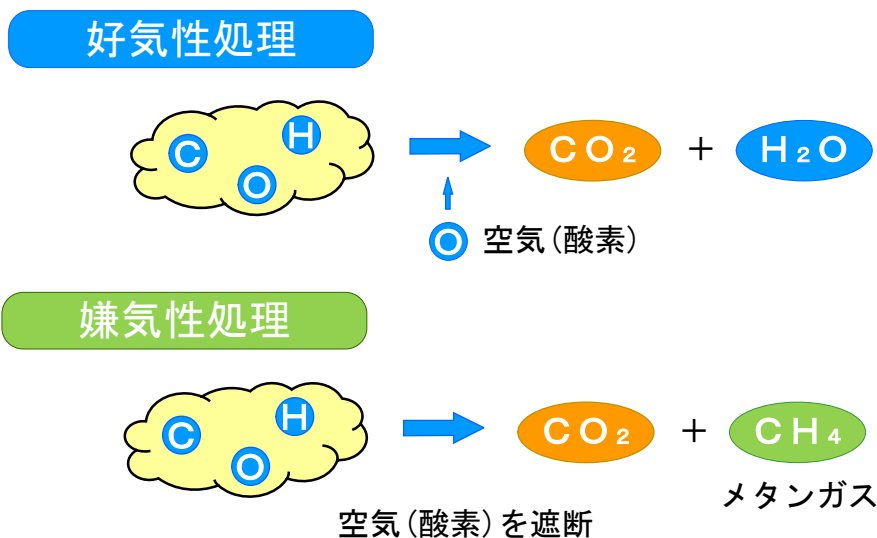 好気性処理
C H O
CO₂ + H₂O
O 空気(酸素)
嫌気性処理
C H O
CO₂ + CH₄
メタンガス
空気(酸素)を遮断